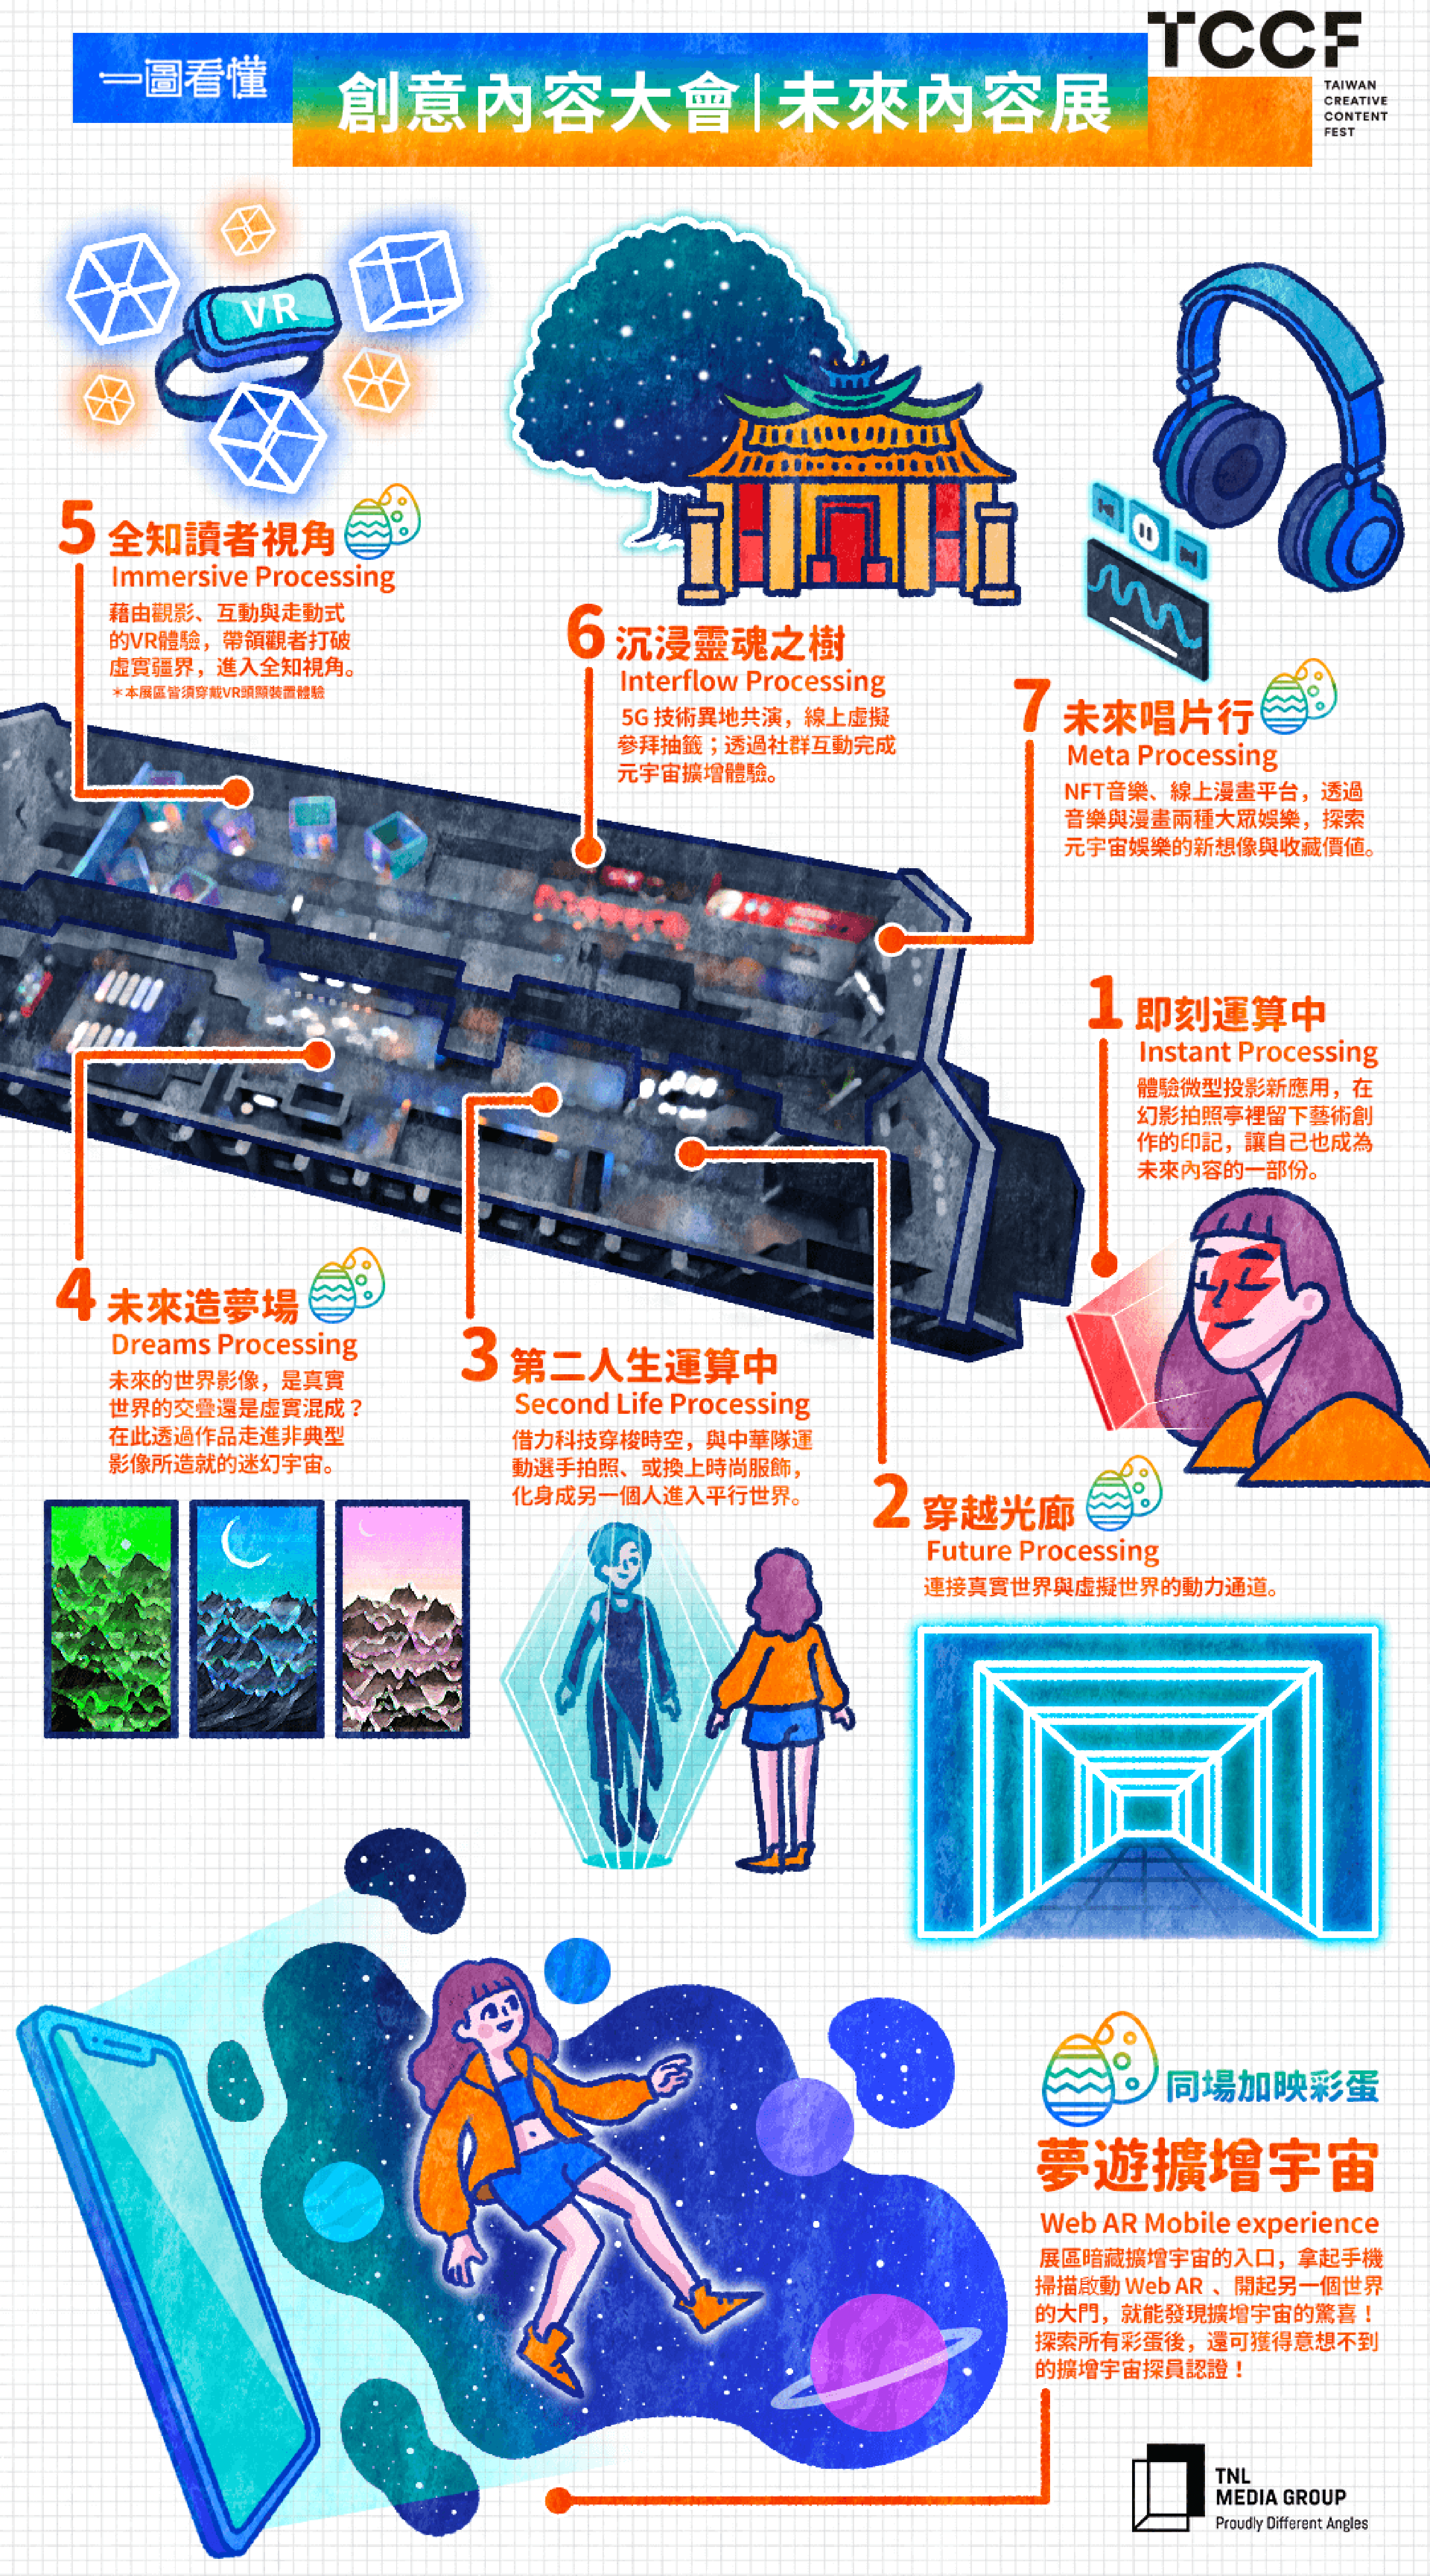 一圖看懂
創意內容大會|未來內容展
TCCF
TAIWAN
CREATIVE
CONTENT
FEST
VR
5 全知讀者視角
Immersive Processing
藉由觀影、互動與走動式
的VR體驗，帶領觀者打破
虛實疆界，進入全知視角。
＊本展區皆須穿戴VR頭顯裝置體驗
6 沉浸靈魂之樹
Interflow Processing
5G 技術異地共演，線上虛擬
參拜抽籤；透過社群互動完成
元宇宙擴增體驗。
7 未來唱片行
Meta Processing
NFT音樂、線上漫畫平台，透過
音樂與漫畫兩種大眾娛樂，探索
元宇宙娛樂的新想像與收藏價值。
1 即刻運算中
Instant Processing
體驗微型投影新應用，在
幻影拍照亭裡留下藝術創
作的印記，讓自己也成為
未來內容的一部份。
4 未來造夢場
Dreams Processing
未來的世界影像，是真實
世界的交疊還是虛實混成？
在此透過作品走進非典型
影像所造就的迷幻宇宙。
3 第二人生運算中
Second Life Processing
借力科技穿梭時空，與中華隊運
動選手拍照、或換上時尚服飾，
化身成另一個人進入平行世界。
2 穿越光廊
Future Processing
連接真實世界與虛擬世界的動力通道。
同場加映彩蛋
夢遊擴增宇宙
Web AR Mobile experience
展區暗藏擴增宇宙的入口，拿起手機
掃描啟動 Web AR 、開起另一個世界
的大門，就能發現擴增宇宙的驚喜！
探索所有彩蛋後，還可獲得意想不到
的擴增宇宙探員認證！
TNL
MEDIA GROUP
Proudly Different Angles